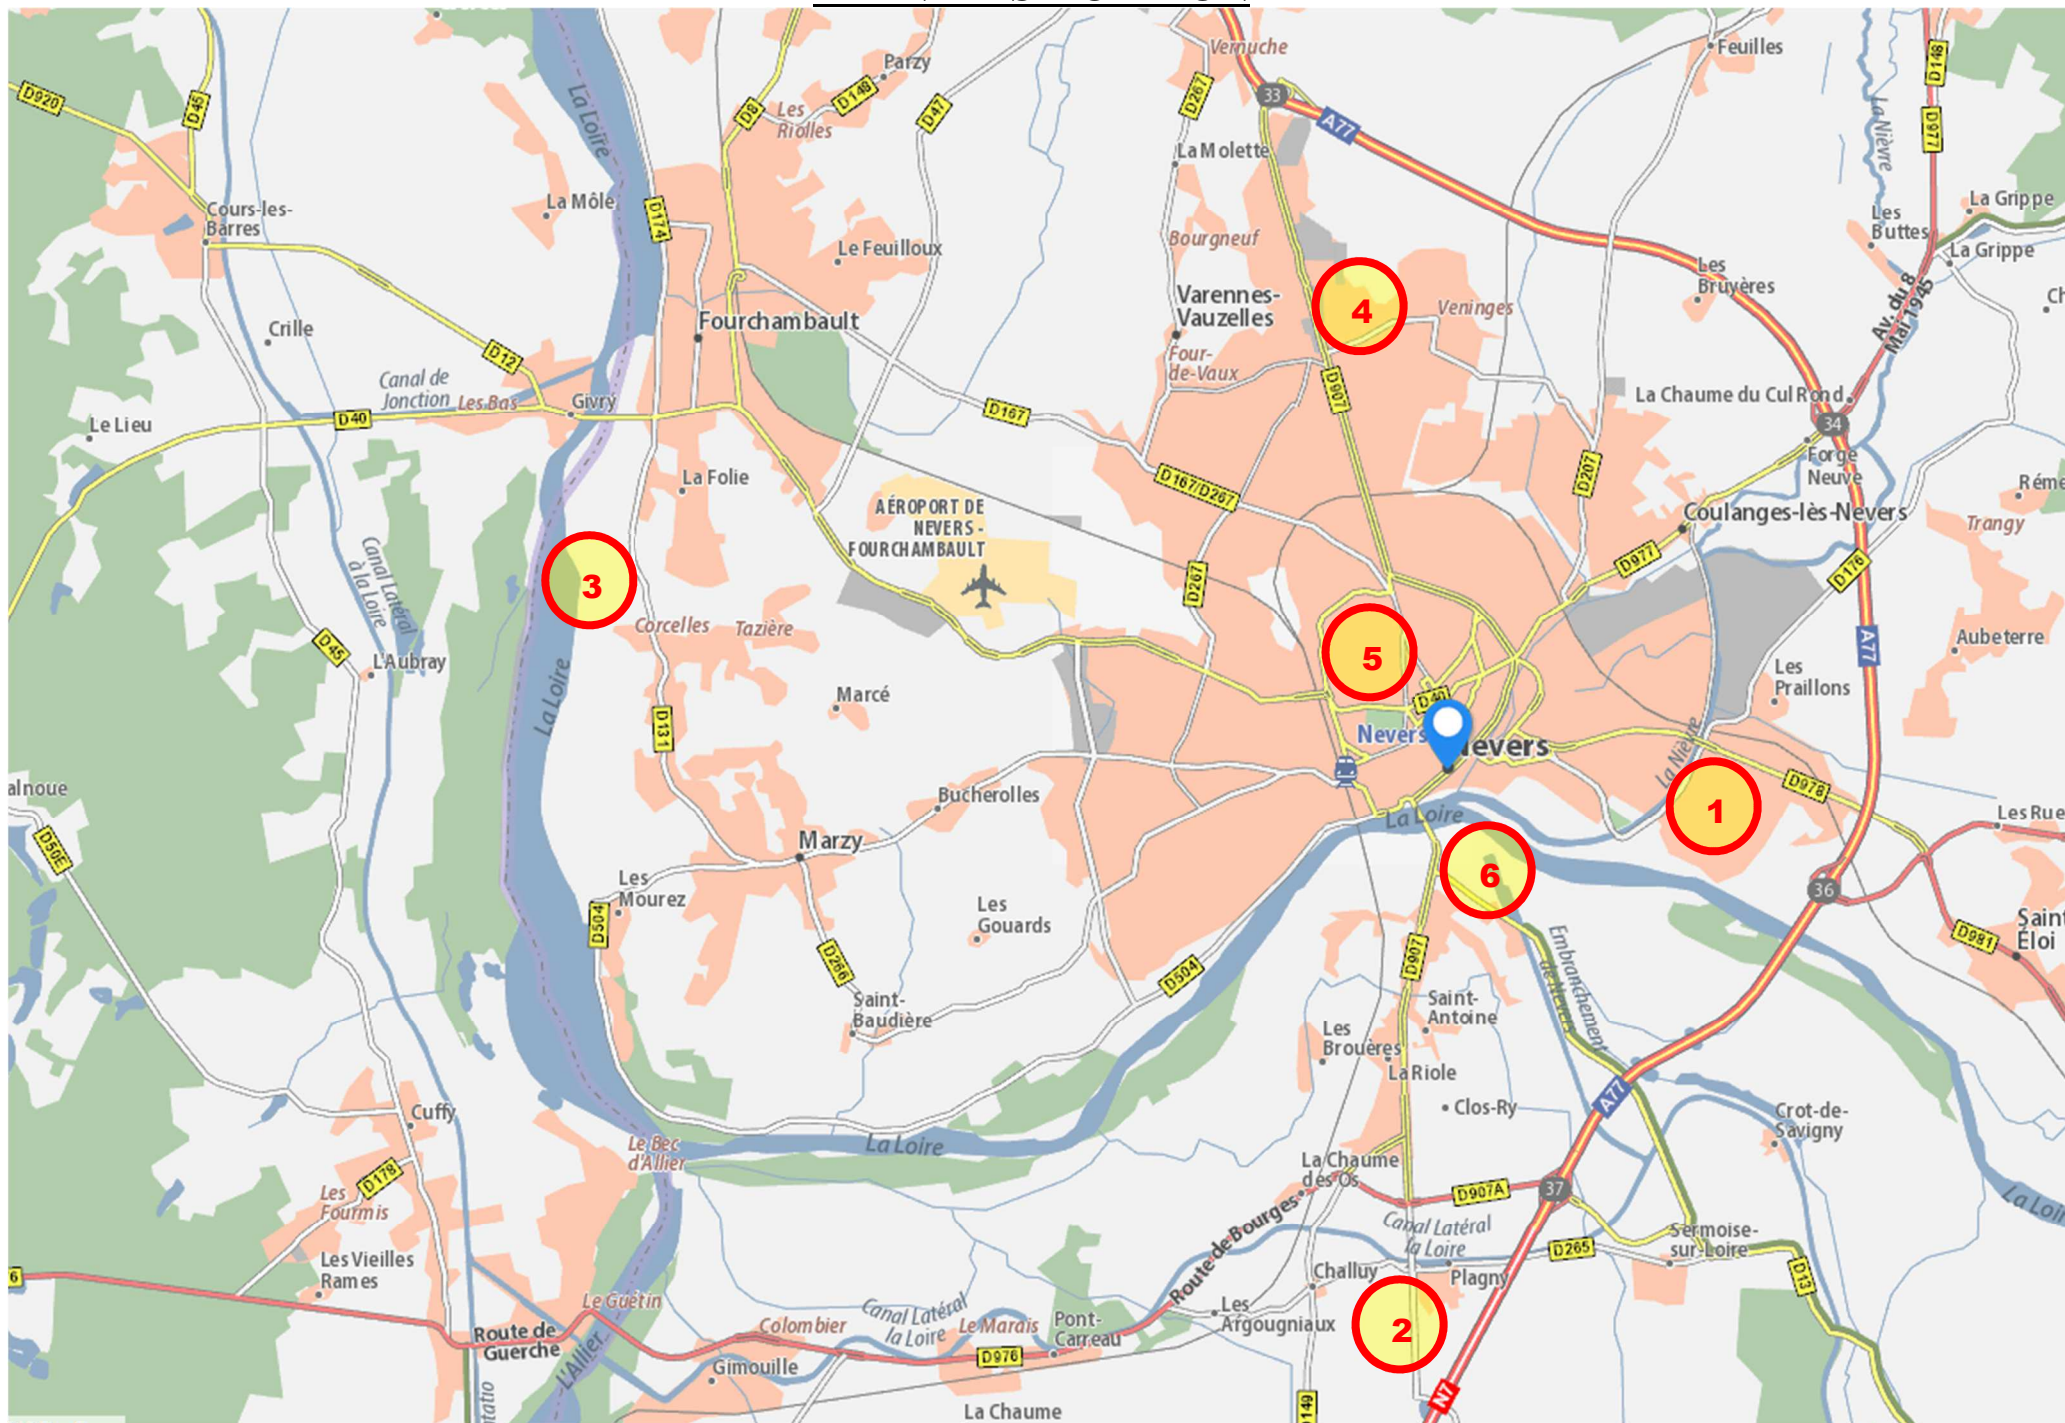 Vernuche
Feuilles
Parzy
33
A77
D148
D920
D45
D8
Les
Riolles
D148
D47
D267
D977
La Loire
La Nièvre
La Molette
La Môle
La Grippe
Cours-les-
Barres
D174
Bourgneuf
Les
Buttes
La Grippe
Le Feuilloux
Les
Bruyères
Crille
Fourchambault
Varennes-
Vauzelles
4
Veninges
Av. du 8
Mai 1945
D12
Four-
de-Vaux
Canal de
Jonction
Les Bas
Givry
D40
Le Lieu
D167
D907
La Chaume du Cul Rond
34
La Folie
D167/D267
D207
Forge
Neuve
AÉROPORT DE
NEVERS -
FOURCHAMBAULT
Coulanges-lès-Nevers
Trangy
D977
D176
Canal Latéral
à la Loire
3
D267
Corcelles
Tazière
D45
L'Aubray
5
A77
Aubeterre
Les
Praillons
La Loire
Marcé
D131
D40
Nevers
La Nièvre
D978
Bucherolles
1
La Loire
D50E
Marzy
6
36
Les
Mourez
D504
Les
Gouards
D907
D981
Saint-
Baudière
D266
D504
Saint-
Antoine
Embranchement
de Nevers
Les
Brouères
La Riole
A77
Clos-Ry
Crot-de-
Savigny
Cuffy
Le Bec
d'Allier
La Loire
La Chaume
des Os
D907A
37
D178
Les
Fourmis
Route de Bourges
Canal Latéral
la Loire
D265
Sermoise-
sur-Loire
La Loir
Les Vieilles
Rames
Challuy
Plagny
D13
6
Le Guétin
Les
Argougniaux
2
Route de
Guerche
Colombier
Canal Latéral
la Loire
Le Marais
Pont-
Carreau
D976
Gimouille
L'Allier
N7
La Chaume